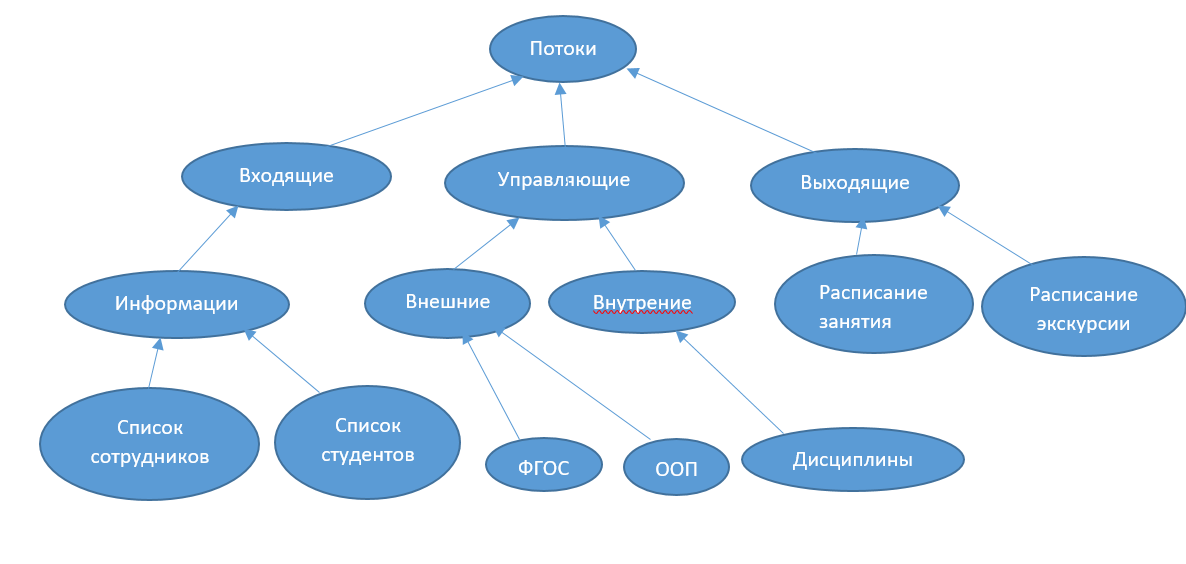 Потоки
Входящие
Управляющие
Выходящие
Информации
Внешние
Внутрение
Расписание
занятия
Расписание
экскурсии
Список
сотрудников
Список
студентов
ФГОС
ООП
Дисциплины